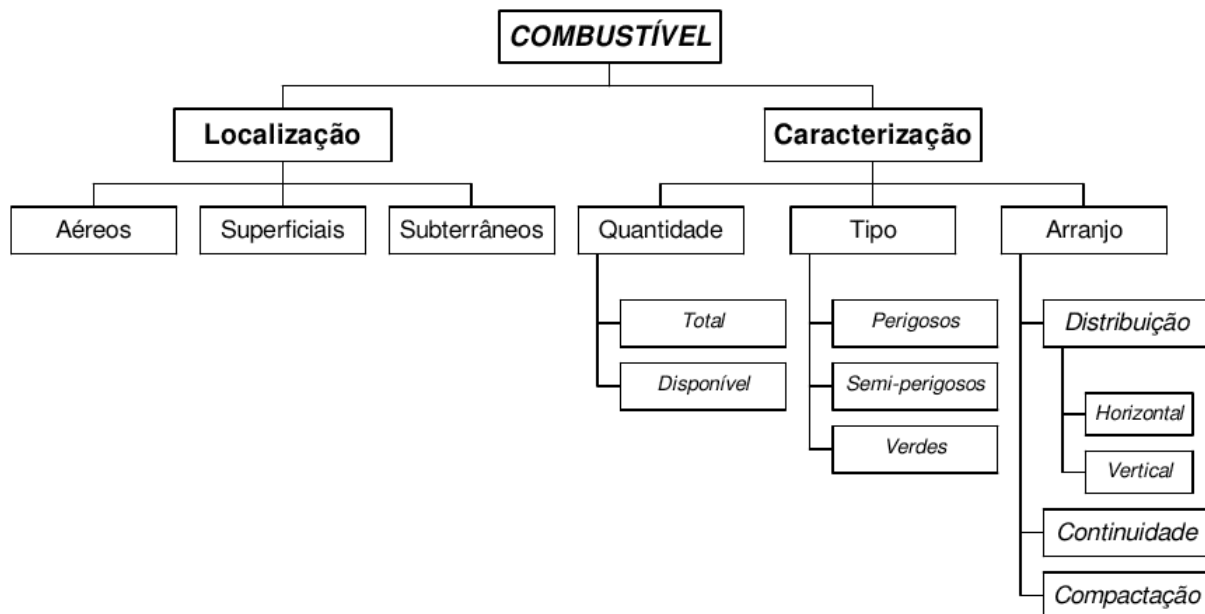 COMBUSTÍVEL
Localização
Caracterização
Aéreos
Superficiais
Subterrâneos
Quantidade
Tipo
Arranjo
Total
Perigosos
Distribuição
Disponível
Semi-perigosos
Horizontal
Verdes
Vertical
Continuidade
Compactação